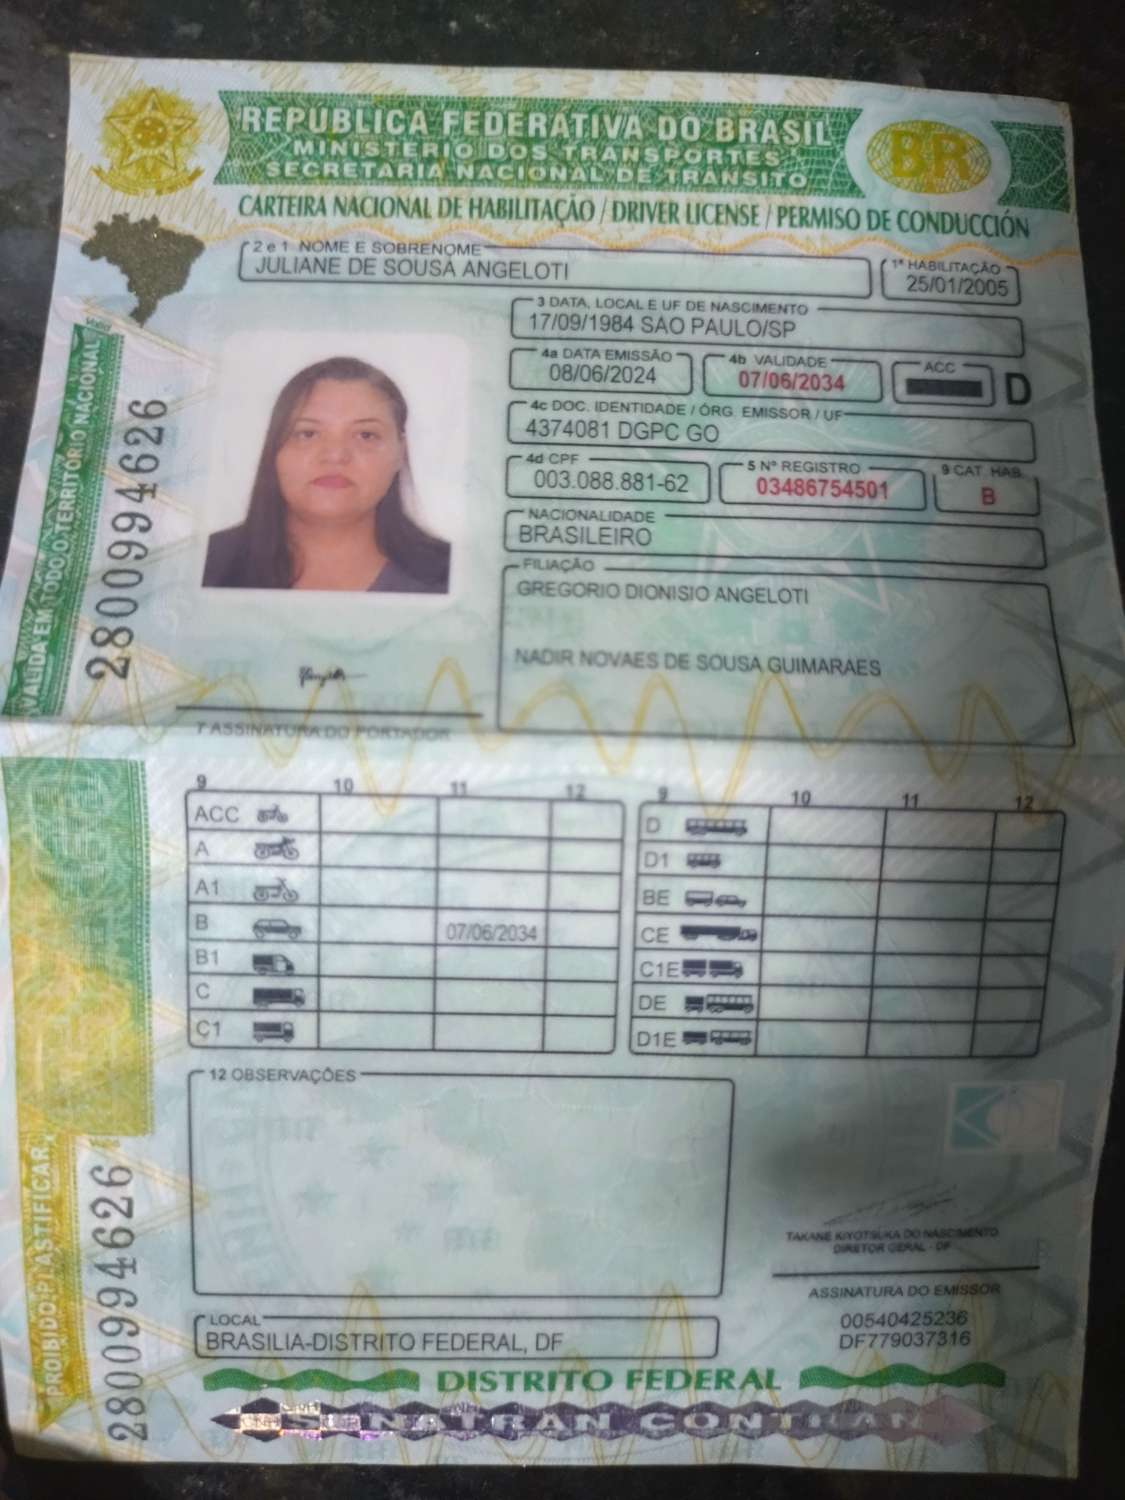 REPÚBLICA FEDERATIVA DO BRASIL
MINISTÉRIO DOS TRANSPORTES
SECRETARIA NACIONAL DE TRÂNSITO
BR
CARTEIRA NACIONAL DE HABILITAÇÃO / DRIVER LICENSE / PERMISO DE CONDUCCIÓN
2 e 1 NOME E SOBRENOME
JULIANE DE SOUSA ANGELOTI
1ª HABILITAÇÃO
25/01/2005
3 DATA, LOCAL E UF DE NASCIMENTO
17/09/1984 SAO PAULO/SP
4a DATA EMISSÃO
08/06/2024
4b VALIDADE
07/06/2034
ACC
D
4c DOC. IDENTIDADE / ÓRG. EMISSOR / UF
4374081 DGPC GO
4d CPF
003.088.881-62
5 Nº REGISTRO
03486754501
9 CAT. HAB.
B
NACIONALIDADE
BRASILEIRO
FILIAÇÃO
GREGORIO DIONISIO ANGELOTI
NADIR NOVAES DE SOUSA GUIMARAES
7 ASSINATURA DO PORTADOR
VÁLIDA EM TODO O TERRITÓRIO NACIONAL
2800994626
9 10 11 12
ACC
A
A1
B 07/06/2034
B1
C
C1
9 10 11 12
D
D1
BE
CE
C1E
DE
D1E
12 OBSERVAÇÕES
TAKANE KIYOTSUKA DO NASCIMENTO
DIRETOR GERAL - DF
ASSINATURA DO EMISSOR
00540425236
DF779037316
LOCAL
BRASILIA-DISTRITO FEDERAL, DF
PROIBIDO PLASTIFICAR
2800994626
DISTRITO FEDERAL
SENATRAN CONTRAN